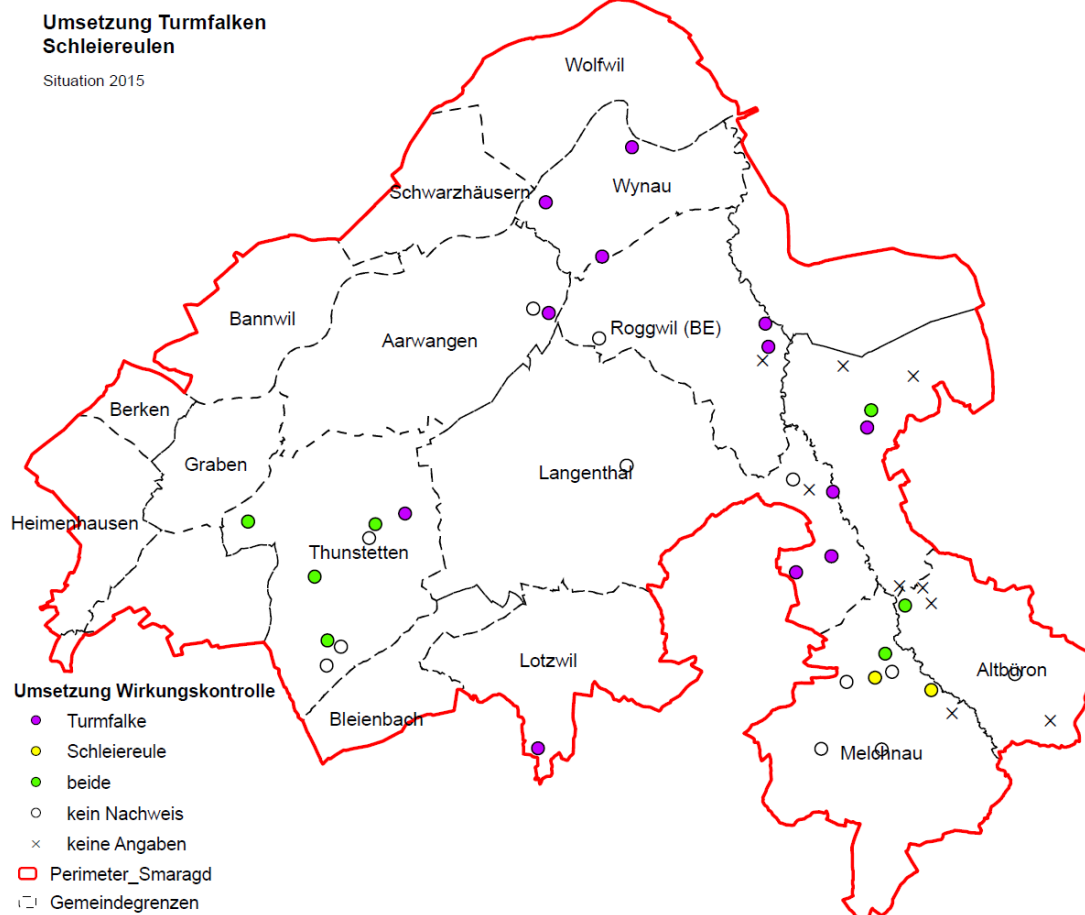 Umsetzung Turmfalken
Schleiereulen
Situation 2015
Wolfwil
Schwarzhäusern
Wynau
Bannwil
Aarwangen
Roggwil (BE)
Berken
Graben
Langenthal
Heimenhausen
Thunstetten
Lotzwil
Altbüron
Bleienbach
Melchnau
Umsetzung Wirkungskontrolle
Turmfalke
Schleiereule
beide
kein Nachweis
keine Angaben
Perimeter_Smaragd
Gemeindegrenzen